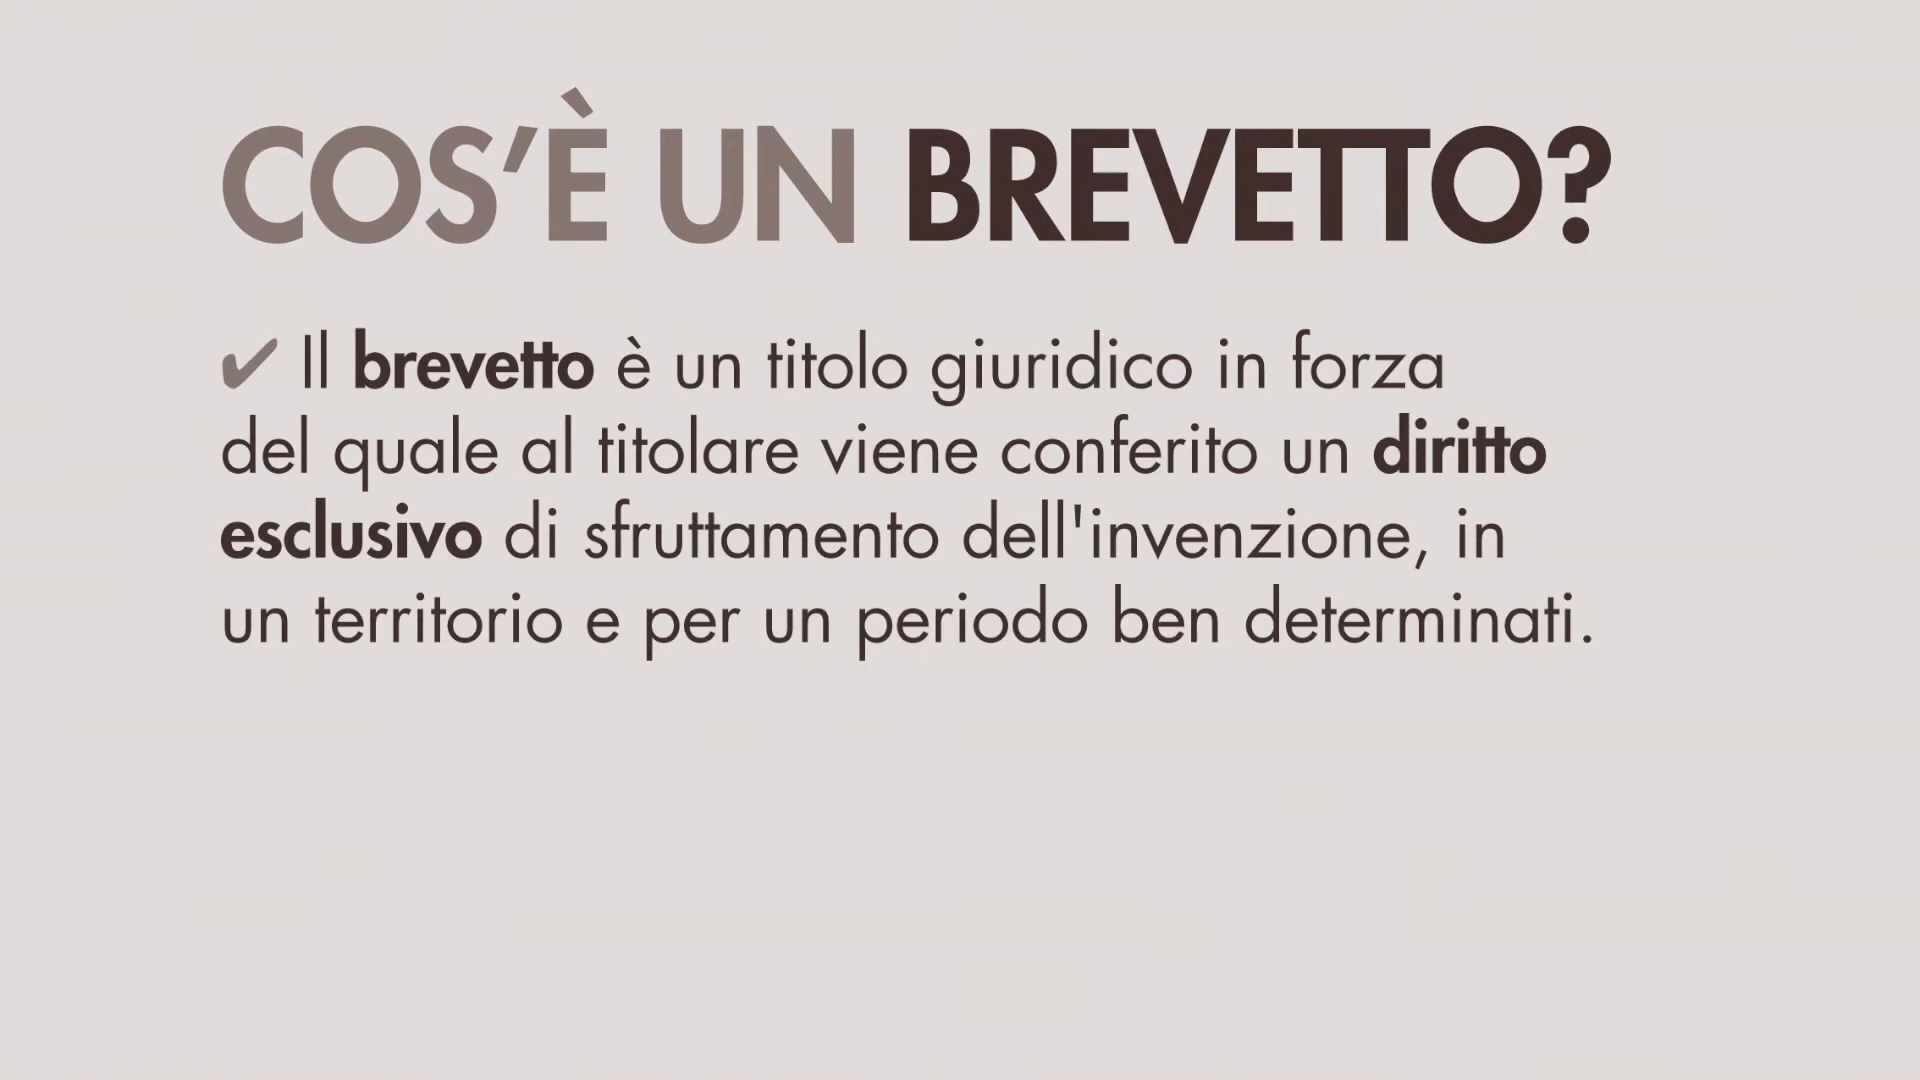 COS’È UN BREVETTO?
✔ Il brevetto è un titolo giuridico in forza
del quale al titolare viene conferito un diritto
esclusivo di sfruttamento dell'invenzione, in
un territorio e per un periodo ben determinati.